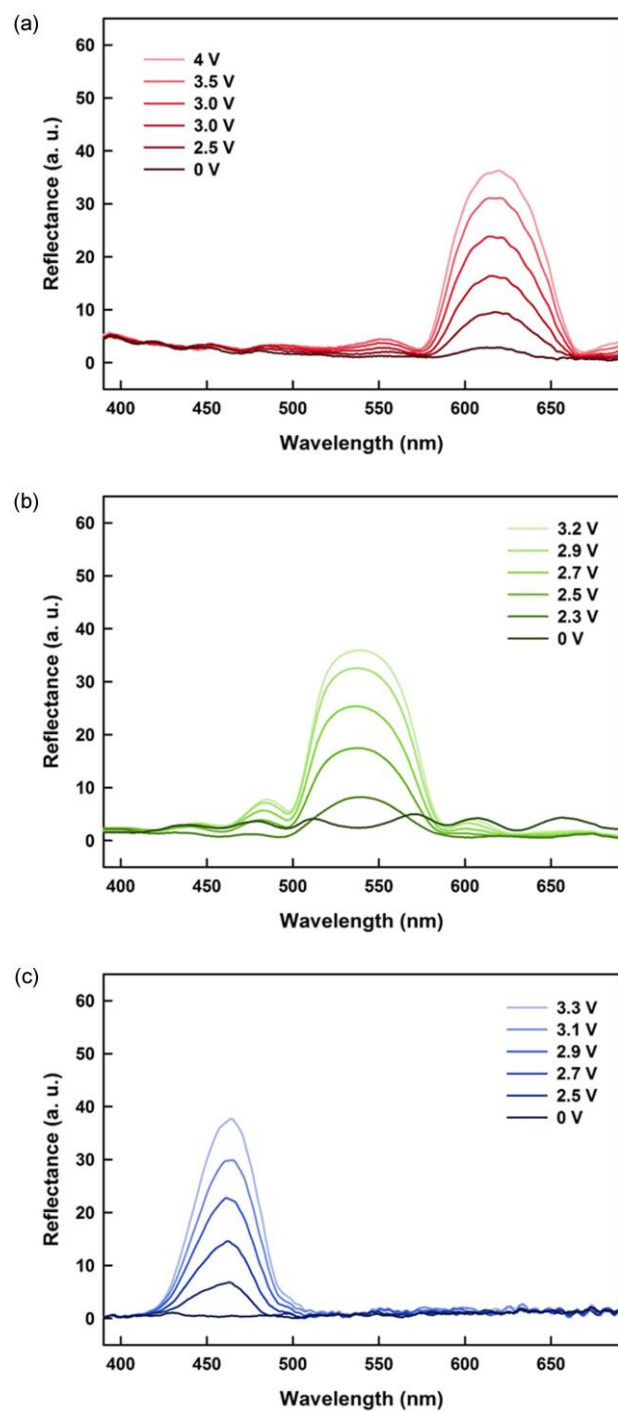 (a)
60
50
40
30
20
10
0
Reflectance (a. u.)
4 V
3.5 V
3.0 V
3.0 V
2.5 V
0 V
400 450 500 550 600 650
Wavelength (nm)
(b)
60
50
40
30
20
10
0
Reflectance (a. u.)
3.2 V
2.9 V
2.7 V
2.5 V
2.3 V
0 V
400 450 500 550 600 650
Wavelength (nm)
(c)
60
50
40
30
20
10
0
Reflectance (a. u.)
3.3 V
3.1 V
2.9 V
2.7 V
2.5 V
0 V
400 450 500 550 600 650
Wavelength (nm)